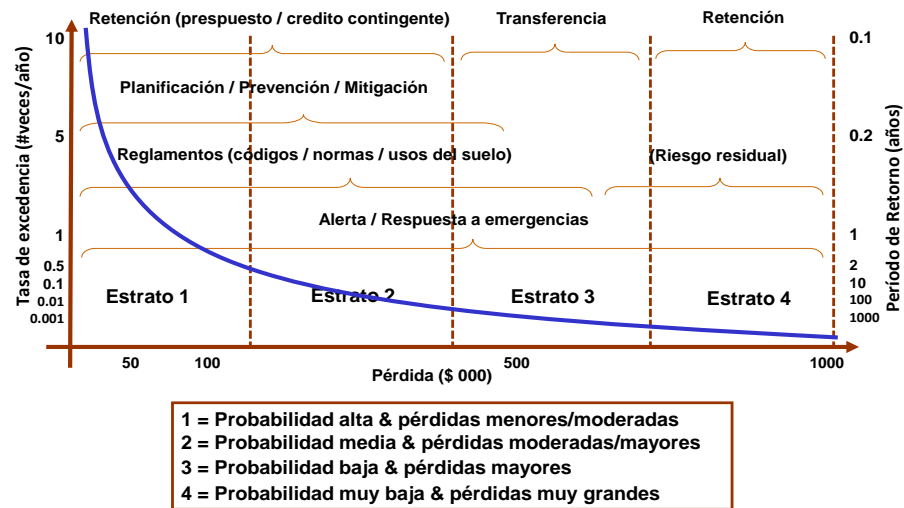 Retención (prespuesto / credito contingente)
Transferencia
Retención
Tasa de excedencia (#veces/año)
10
5
1
0.5
0.1
0.01
0.001
Planificación / Prevención / Mitigación
Reglamentos (códigos / normas / usos del suelo)
(Riesgo residual)
Alerta / Respuesta a emergencias
Estrato 1
Estrato 2
Estrato 3
Estrato 4
0.1
0.2
1
2
10
100
1000
Período de Retorno (años)
50
100
500
1000
Pérdida ($ 000)
1 = Probabilidad alta & pérdidas menores/moderadas
2 = Probabilidad media & pérdidas moderadas/mayores
3 = Probabilidad baja & pérdidas mayores
4 = Probabilidad muy baja & pérdidas muy grandes